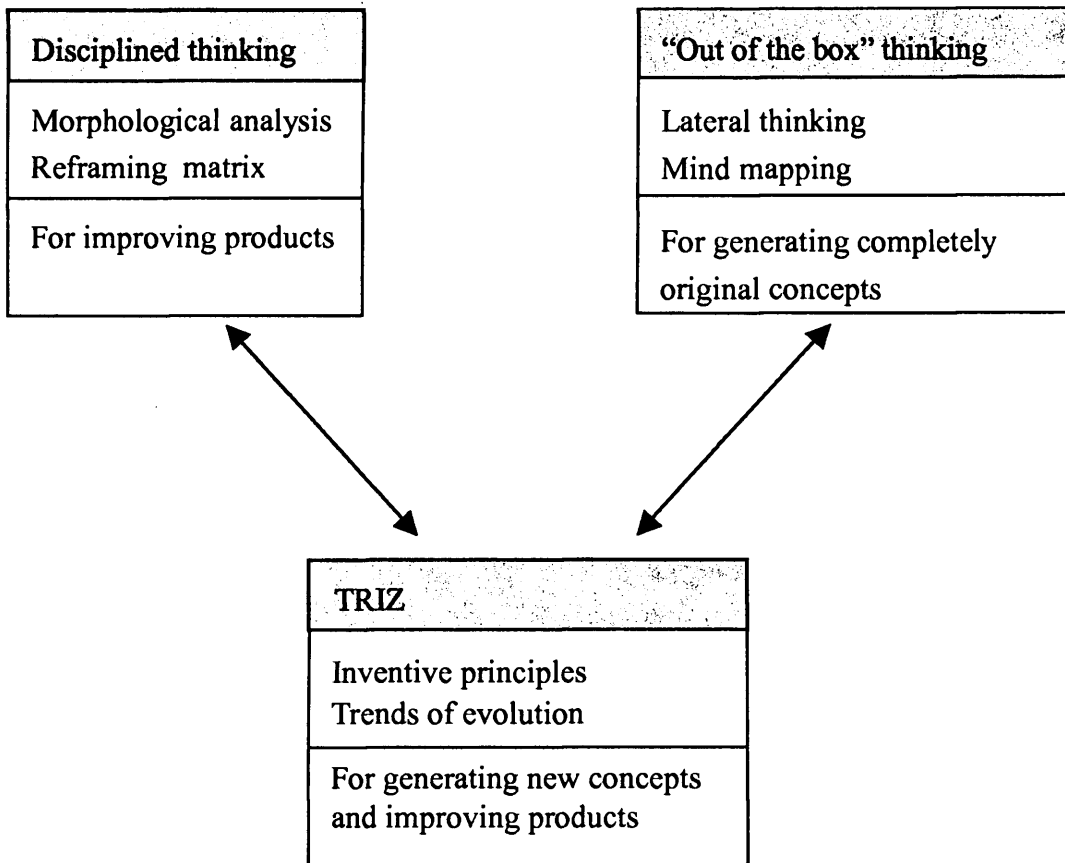 Disciplined thinking
Morphological analysis
Reframing matrix
For improving products
“Out of the box” thinking
Lateral thinking
Mind mapping
For generating completely
original concepts
TRIZ
Inventive principles
Trends of evolution
For generating new concepts
and improving products